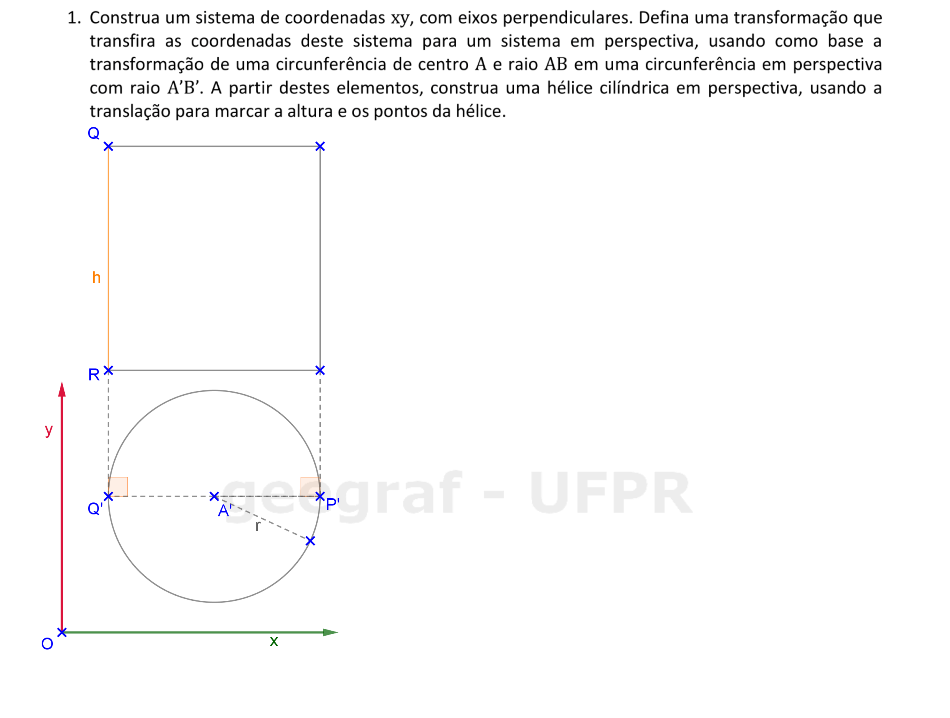 1. Construa um sistema de coordenadas xy, com eixos perpendiculares. Defina uma transformação que
transfira as coordenadas deste sistema para um sistema em perspectiva, usando como base a
transformação de uma circunferência de centro A e raio AB em uma circunferência em perspectiva
com raio A’B’. A partir destes elementos, construa uma hélice cilíndrica em perspectiva, usando a
translação para marcar a altura e os pontos da hélice.
Q
h
R
y
geograf - UFPR
Q'
A'
P'
r
O
x